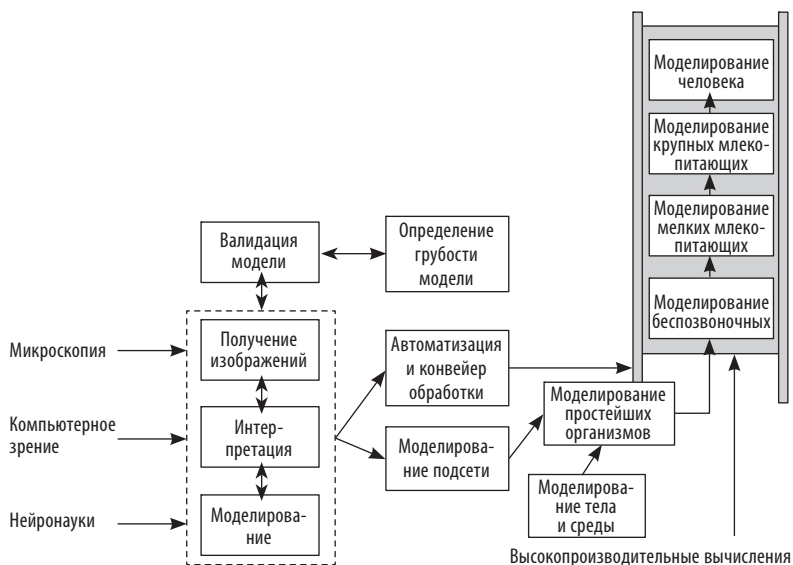 Моделирование
человека
Моделирование
крупных млеко-
питающих
Моделирование
мелких млеко-
питающих
Моделирование
беспозвоночных
Валидация
модели
Определение
грубости
модели
Микроскопия
Получение
изображений
Автоматизация
и конвейер
обработки
Моделирование
простейших
организмов
Компьютерное
зрение
Интер-
претация
Моделирова-
ние подсети
Моделирова-
ние тела
и среды
Нейронауки
Моделирова-
ние
Высокопроизводительные вычисления